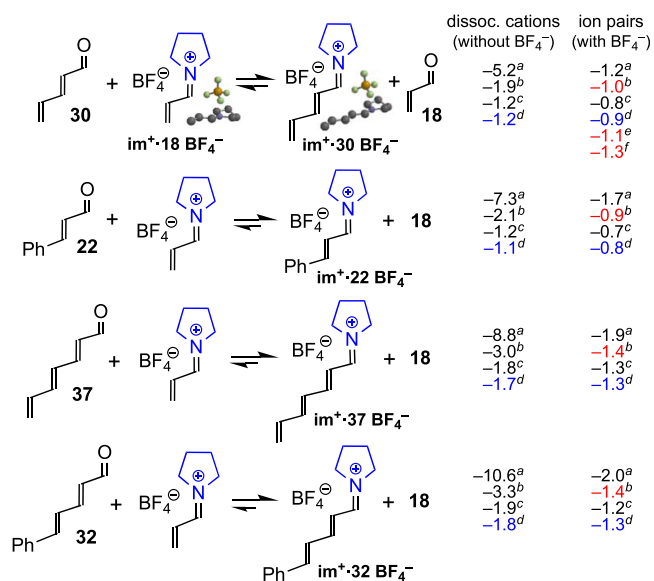 dissoc. cations ion pairs
(without BF₄⁻) (with BF₄⁻)
O 30 + BF₄⊖ N⊕ im⁺·18 BF₄⁻ ⇌ BF₄⊖ N⊕ im⁺·30 BF₄⁻ + O 18
–5.2ᵃ –1.2ᵃ
–1.9ᵇ –1.0ᵇ
–1.2ᶜ –0.8ᶜ
–1.2ᵈ –0.9ᵈ
–1.1ᵉ
–1.3ᶠ
O Ph 22 + BF₄⊖ N⊕ ⇌ BF₄⊖ N⊕ Ph im⁺·22 BF₄⁻ + 18
–7.3ᵃ –1.7ᵃ
–2.1ᵇ –0.9ᵇ
–1.2ᶜ –0.7ᶜ
–1.1ᵈ –0.8ᵈ
O 37 + BF₄⊖ N⊕ ⇌ BF₄⊖ N⊕ im⁺·37 BF₄⁻ + 18
–8.8ᵃ –1.9ᵃ
–3.0ᵇ –1.4ᵇ
–1.8ᶜ –1.3ᶜ
–1.7ᵈ –1.3ᵈ
O Ph 32 + BF₄⊖ N⊕ ⇌ BF₄⊖ N⊕ Ph im⁺·32 BF₄⁻ + 18
–10.6ᵃ –2.0ᵃ
–3.3ᵇ –1.4ᵇ
–1.9ᶜ –1.2ᶜ
–1.8ᵈ –1.3ᵈ